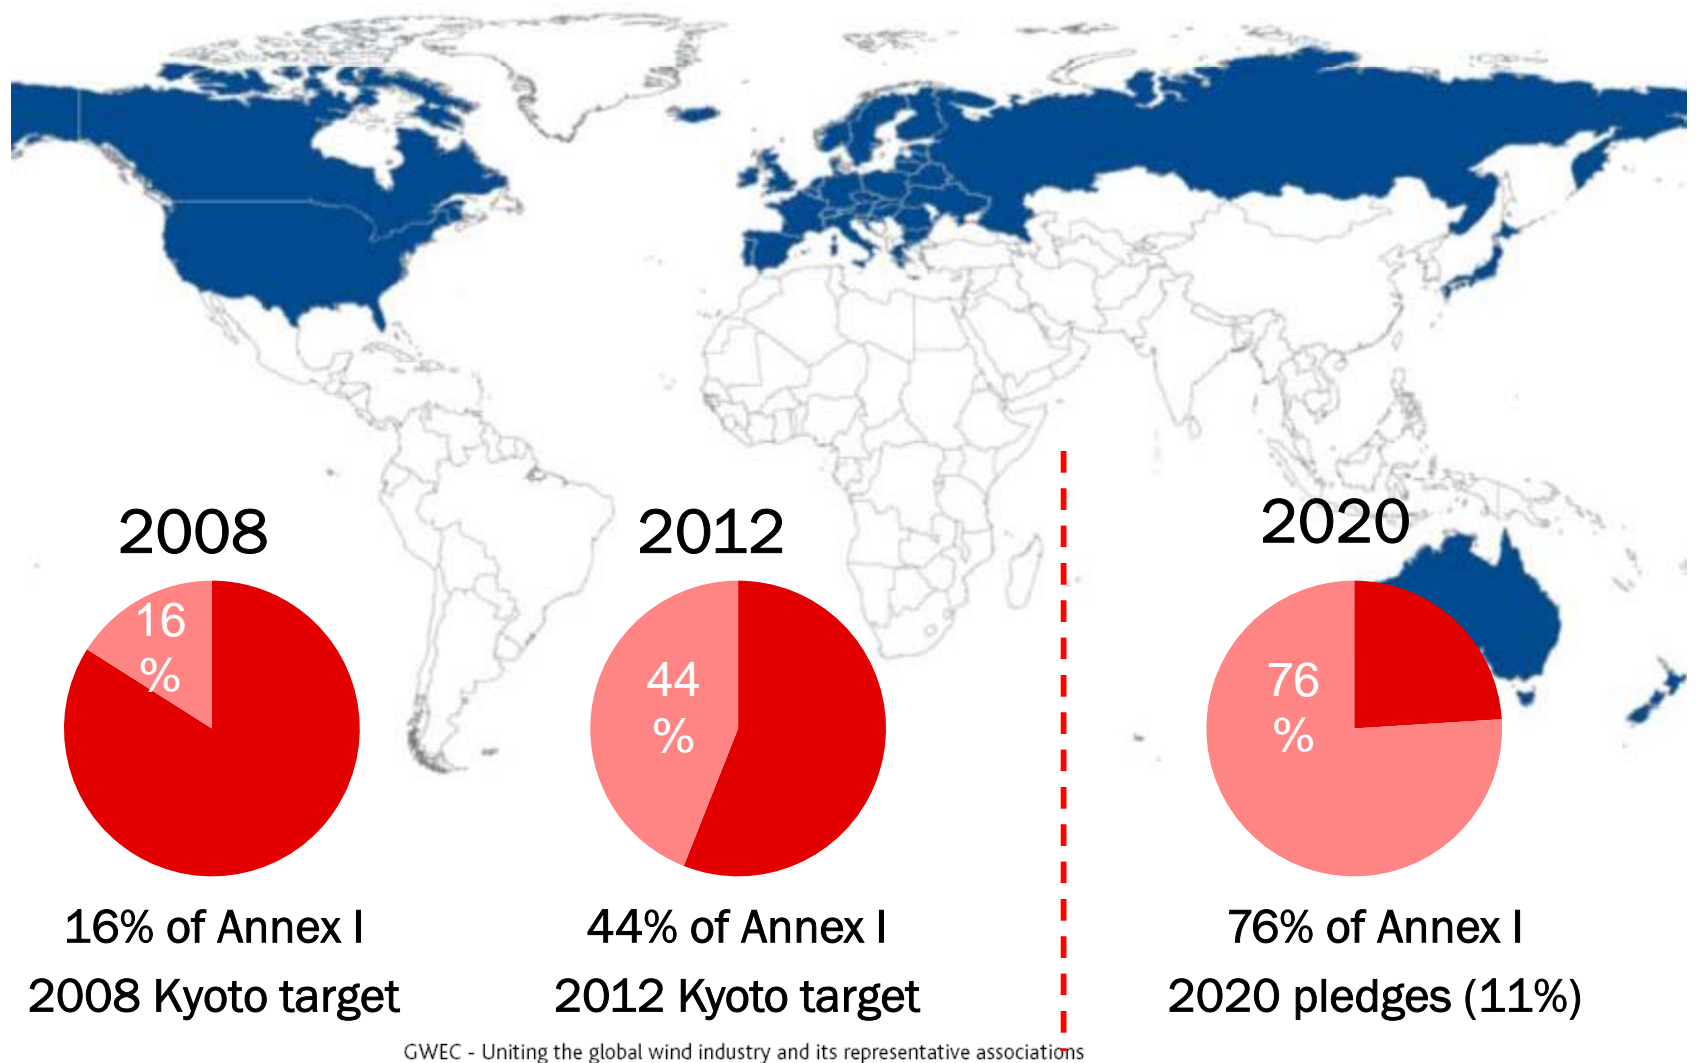 2008
16
%
16% of Annex I
2008 Kyoto target
2012
44
%
44% of Annex I
2012 Kyoto target
2020
76
%
76% of Annex I
2020 pledges (11%)
GWEC - Uniting the global wind industry and its representative associations